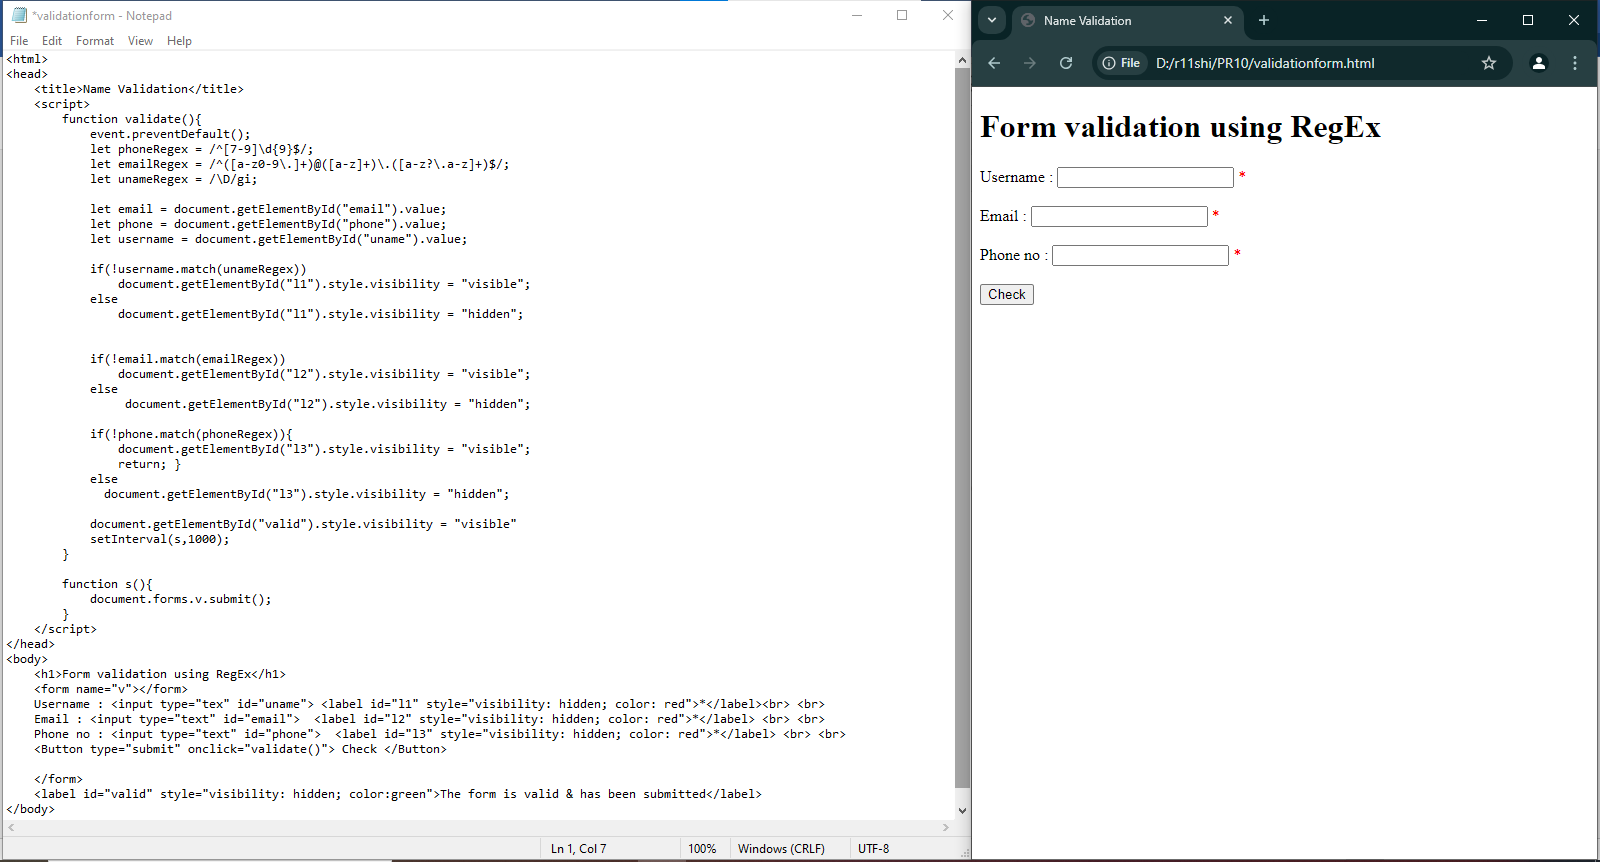 *validationform - Notepad
File Edit Format View Help
<html>
<head>
    <title>Name Validation</title>
    <script>
        function validate(){
            event.preventDefault();
            let phoneRegex = /^[7-9]\d{9}$/;
            let emailRegex = /^([a-z0-9\.]+)@([a-z]+)\.([a-z?\.a-z]+)$/;
            let unameRegex = /\D/gi;

            let email = document.getElementById("email").value;
            let phone = document.getElementById("phone").value;
            let username = document.getElementById("uname").value;

            if(!username.match(unameRegex))
                document.getElementById("l1").style.visibility = "visible";
            else
                document.getElementById("l1").style.visibility = "hidden";


            if(!email.match(emailRegex))
                document.getElementById("l2").style.visibility = "visible";
            else
                 document.getElementById("l2").style.visibility = "hidden";

            if(!phone.match(phoneRegex)){
                document.getElementById("l3").style.visibility = "visible";
                return; }
            else
              document.getElementById("l3").style.visibility = "hidden";

            document.getElementById("valid").style.visibility = "visible"
            setInterval(s,1000);
        }

        function s(){
            document.forms.v.submit();
        }
    </script>
</head>
<body>
    <h1>Form validation using RegEx</h1>
    <form name="v"></form>
    Username : <input type="tex" id="uname"> <label id="l1" style="visibility: hidden; color: red">*</label><br> <br>
    Email : <input type="text" id="email">  <label id="l2" style="visibility: hidden; color: red">*</label> <br> <br>
    Phone no : <input type="text" id="phone">  <label id="l3" style="visibility: hidden; color: red">*</label> <br> <br>
    <Button type="submit" onclick="validate()"> Check </Button>

    </form>
    <label id="valid" style="visibility: hidden; color:green">The form is valid & has been submitted</label>
</body>
Ln 1, Col 7 100% Windows (CRLF) UTF-8
Name Validation
File D:/r11shi/PR10/validationform.html
Form validation using RegEx
Username : *
Email : *
Phone no : *
Check